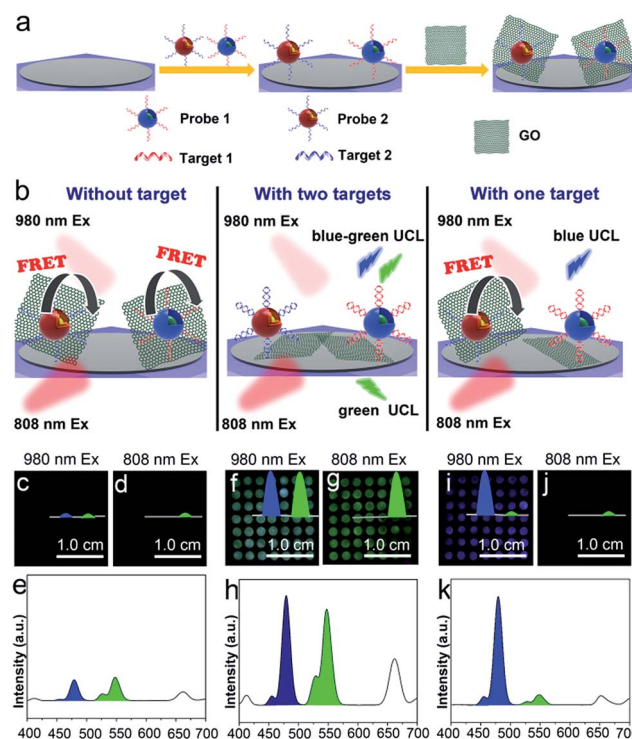 a
Probe 1
Probe 2
GO
Target 1
Target 2
b
Without target
With two targets
With one target
980 nm Ex
980 nm Ex
980 nm Ex
blue-green UCL
blue UCL
FRET
FRET
FRET
808 nm Ex
808 nm Ex
green UCL
808 nm Ex
980 nm Ex
808 nm Ex
980 nm Ex
808 nm Ex
980 nm Ex
808 nm Ex
c
d
f
g
i
j
1.0 cm
1.0 cm
1.0 cm
1.0 cm
1.0 cm
1.0 cm
e
h
k
Intensity (a.u.)
Intensity (a.u.)
Intensity (a.u.)
400 450 500 550 600 650 700
400 450 500 550 600 650 700
400 450 500 550 600 650 700